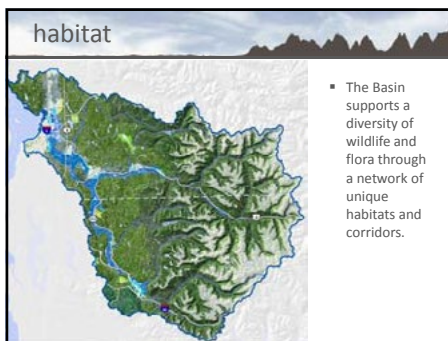 habitat
▪ The Basin
supports a
diversity of
wildlife and
flora through
a network of
unique
habitats and
corridors.